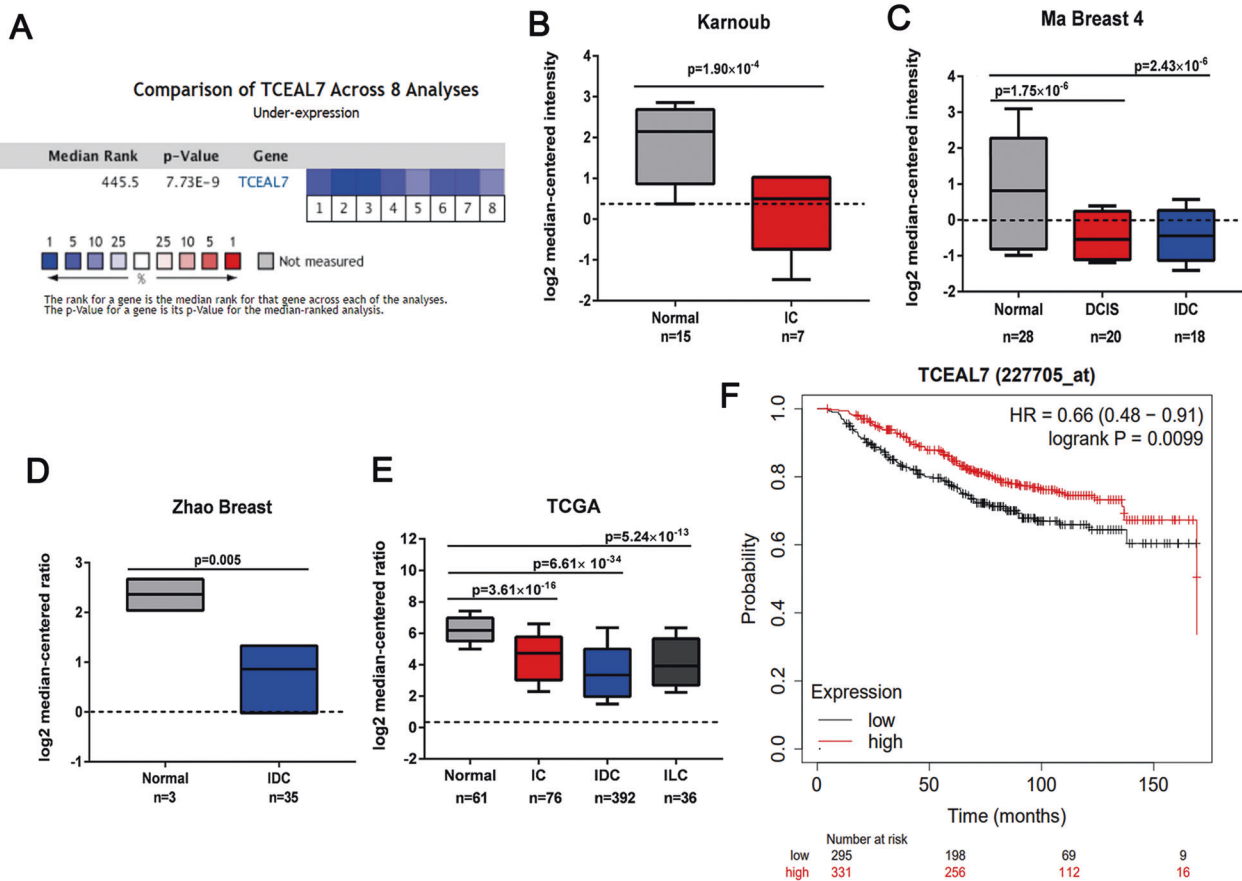 A
Comparison of TCEAL7 Across 8 Analyses
Under-expression
Median Rank p-Value Gene
445.5 7.73E-9 TCEAL7
1 2 3 4 5 6 7 8
1 5 10 25 25 10 5 1
%
Not measured
The rank for a gene is the median rank for that gene across each of the analyses.
The p-Value for a gene is its p-Value for the median-ranked analysis.
B
Karnoub
log2 median-centered intensity
4
3
2
1
0
-1
-2
p=1.90×10-4
Normal IC
n=15 n=7
C
Ma Breast 4
log2 median-centered intensity
4
3
2
1
0
-1
-2
p=2.43×10-6
p=1.75×10-6
Normal DCIS IDC
n=28 n=20 n=18
D
Zhao Breast
log2 median-centered ratio
3
2
1
0
-1
p=0.005
Normal IDC
n=3 n=35
E
TCGA
log2 median-centered ratio
12
10
8
6
4
2
0
-2
p=5.24×10-13
p=6.61× 10-34
p=3.61×10-16
Normal IC IDC ILC
n=61 n=76 n=392 n=36
F
TCEAL7 (227705_at)
HR = 0.66 (0.48 − 0.91)
logrank P = 0.0099
Probability
1.0
0.8
0.6
0.4
0.2
0.0
Expression
low
high
0 50 100 150
Time (months)
Number at risk
low 295 198 69 9
high 331 256 112 16